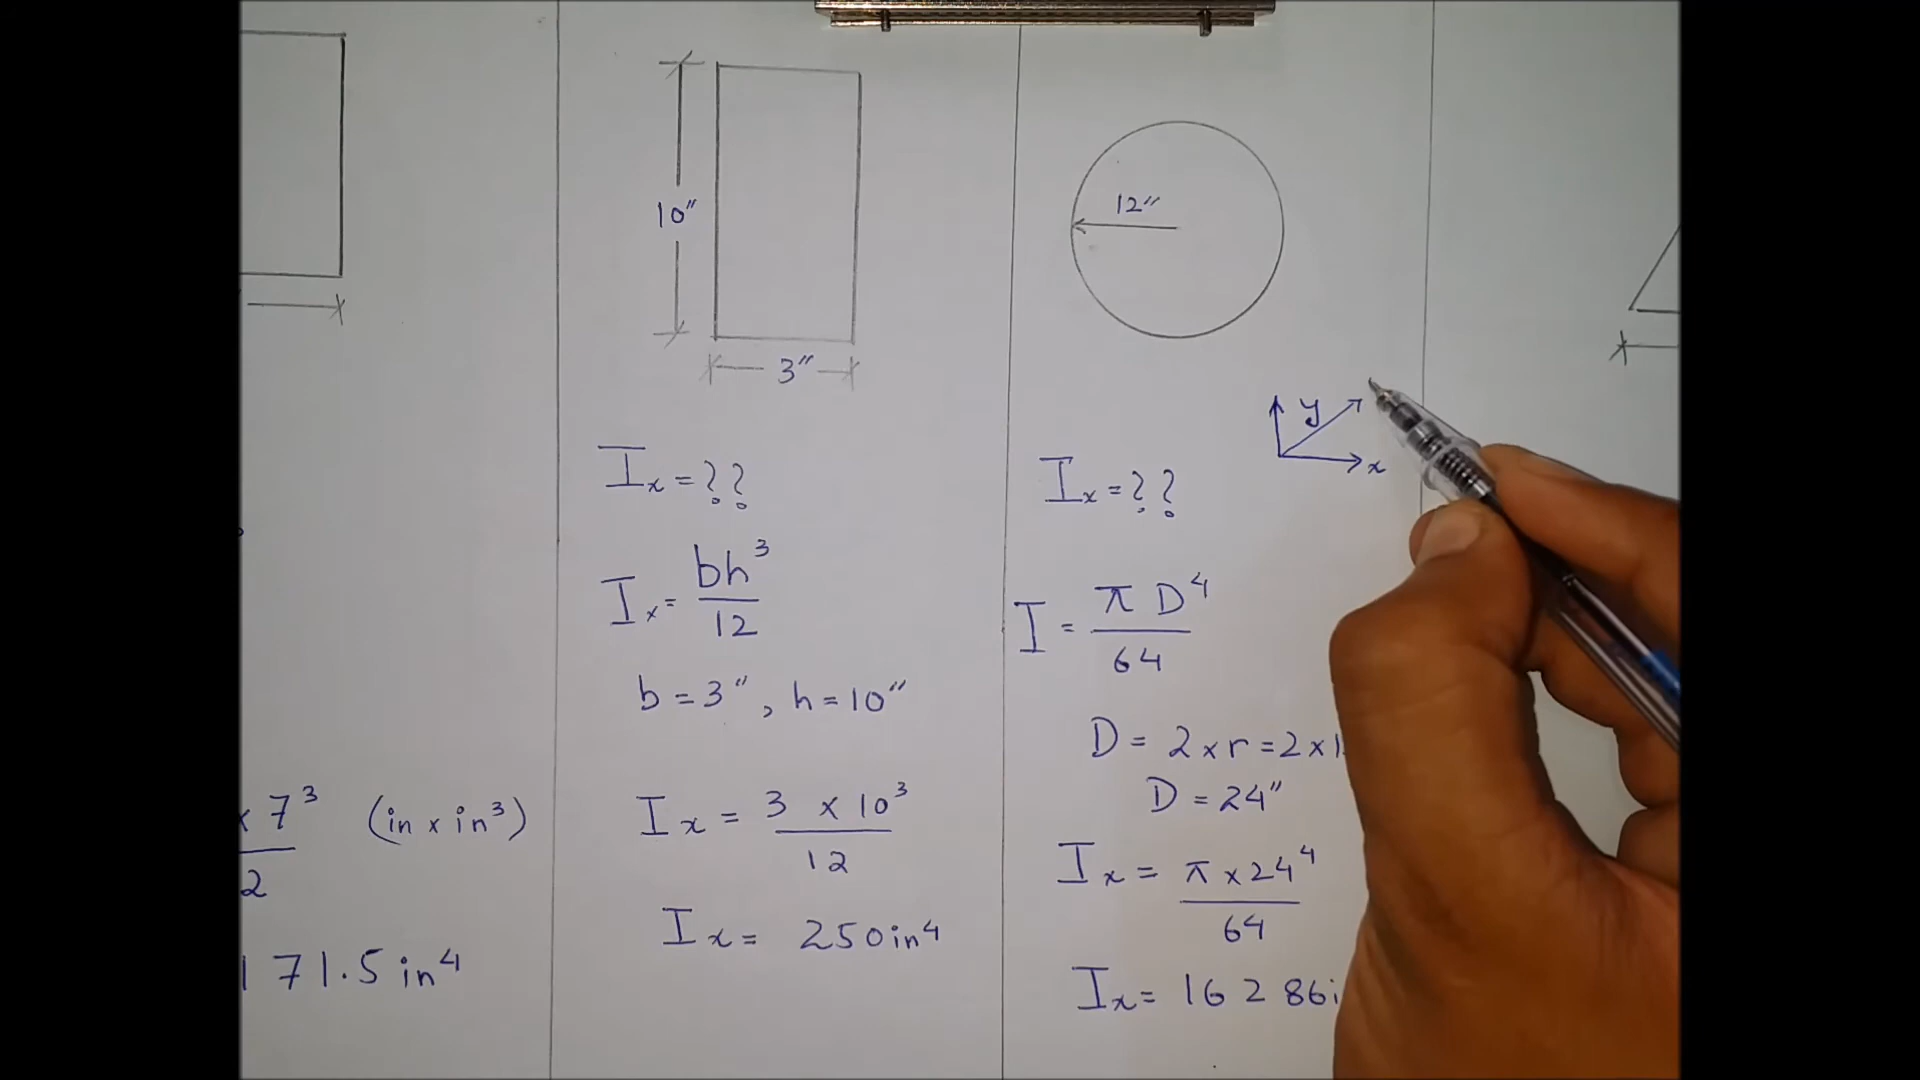 × 7³ (in × in³)
2
171.5 in⁴
10"
3"
Iₓ = ??
Iₓ = bh³
12
b = 3", h = 10"
Iₓ = 3 × 10³
12
Iₓ = 250 in⁴
12"
y
x
Iₓ = ??
I = π D⁴
64
D = 2 × r = 2 × 1
D = 24"
Iₓ = π × 24⁴
64
Iₓ = 16286 i